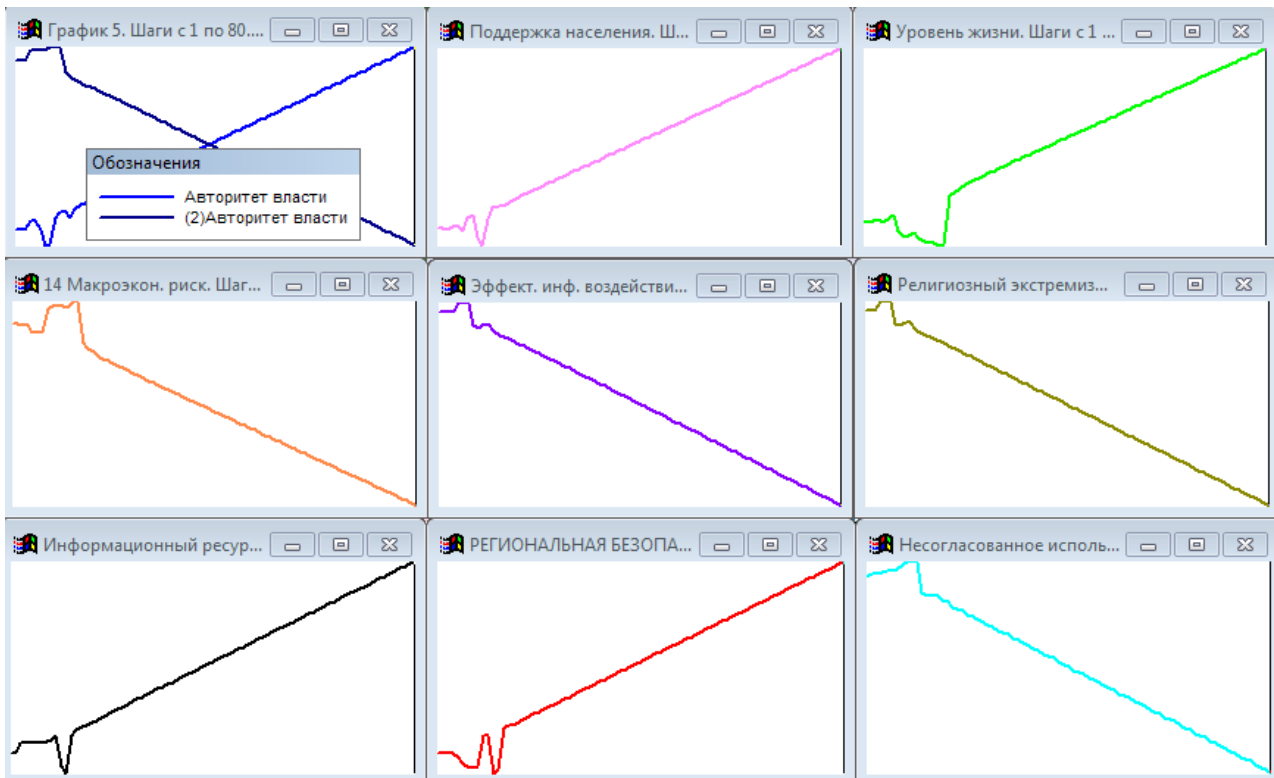 График 5. Шаги с 1 по 80....
Поддержка населения. Ш...
Уровень жизни. Шаги с 1 ...
Обозначения
Авторитет власти
(2)Авторитет власти
14 Макроэкон. риск. Шаг...
Эффект. инф. воздействи...
Религиозный экстремиз...
Информационный ресур...
РЕГИОНАЛЬНАЯ БЕЗОПА...
Несогласованное исполь...